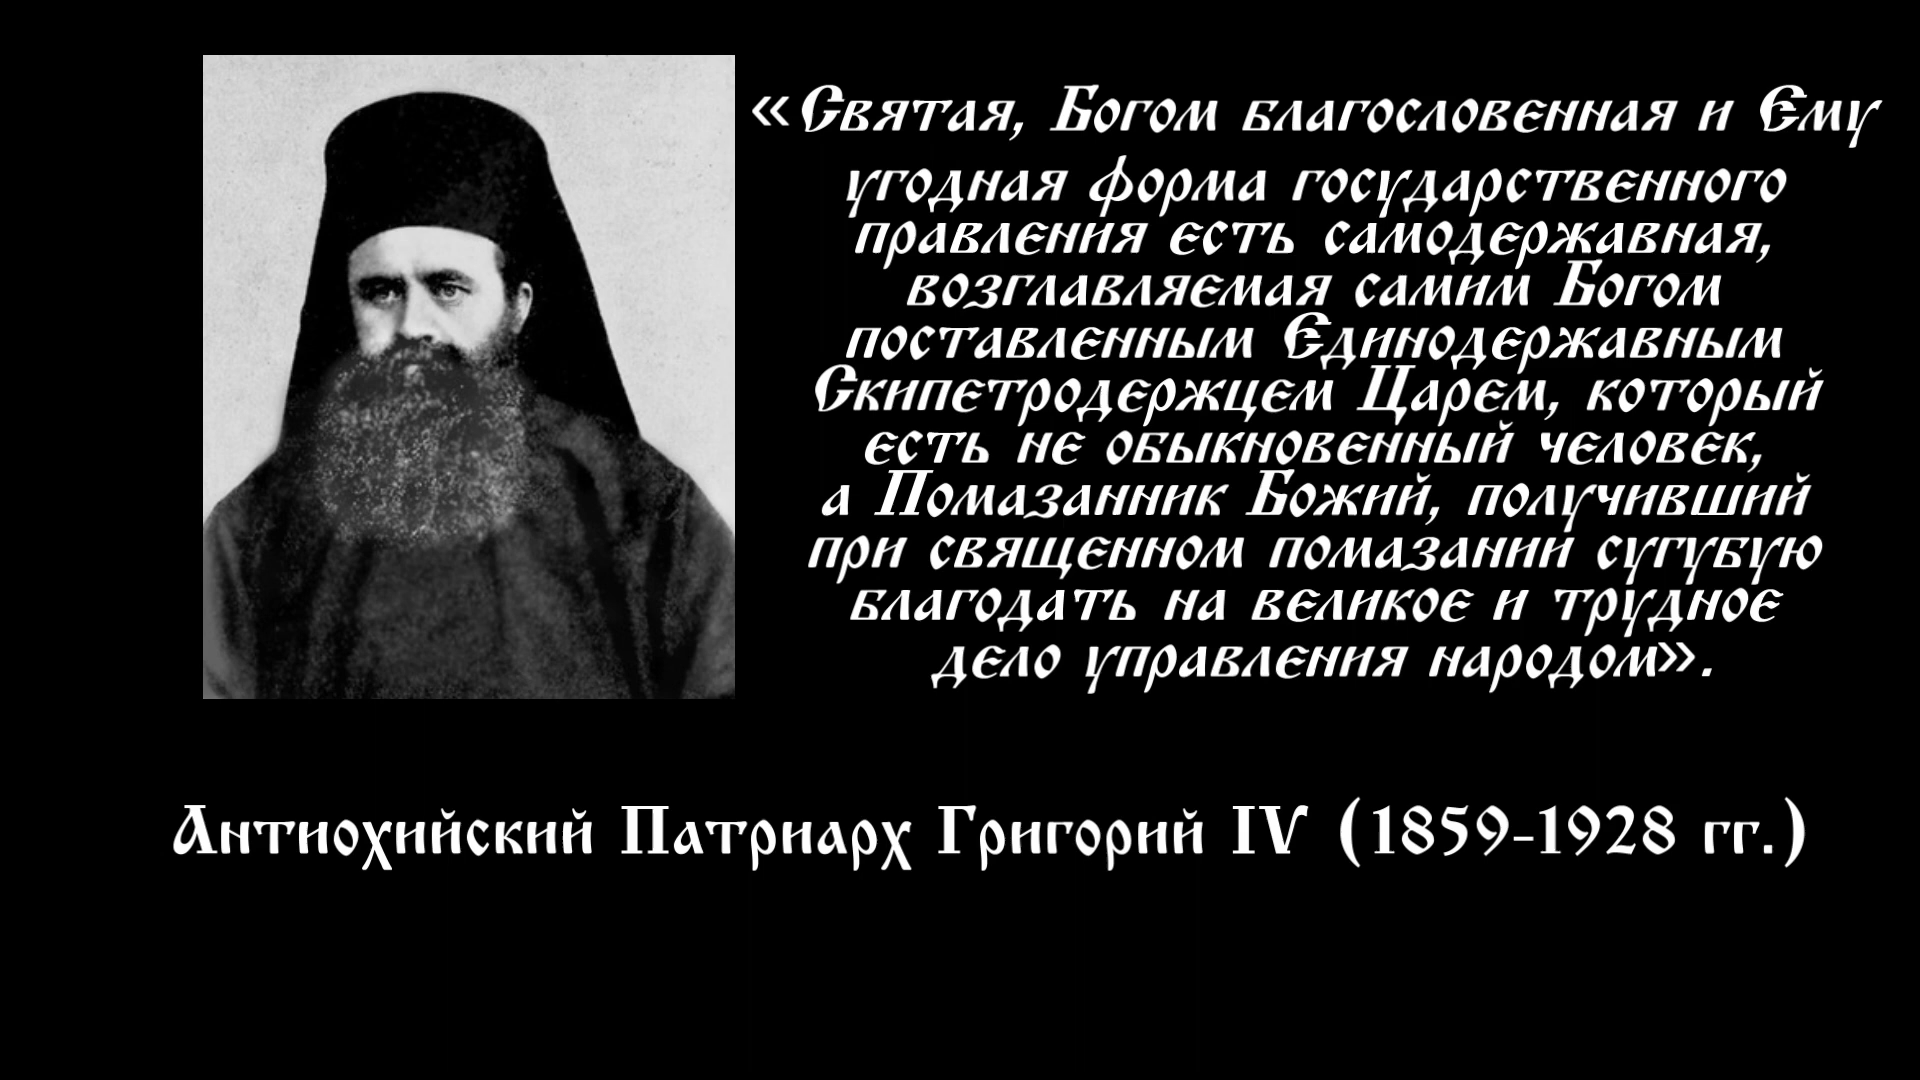 «Святая, Богом благословенная и Ему
угодная форма государственного
правления есть самодержавная,
возглавляемая самим Богом
поставленным Единодержавным
Скипетродержцем Царем, который
есть не обыкновенный человек,
а Помазанник Божий, получивший
при священном помазании сугубую
благодать на великое и трудное
дело управления народом».
Антиохийский Патриарх Григорий IV (1859-1928 гг.)